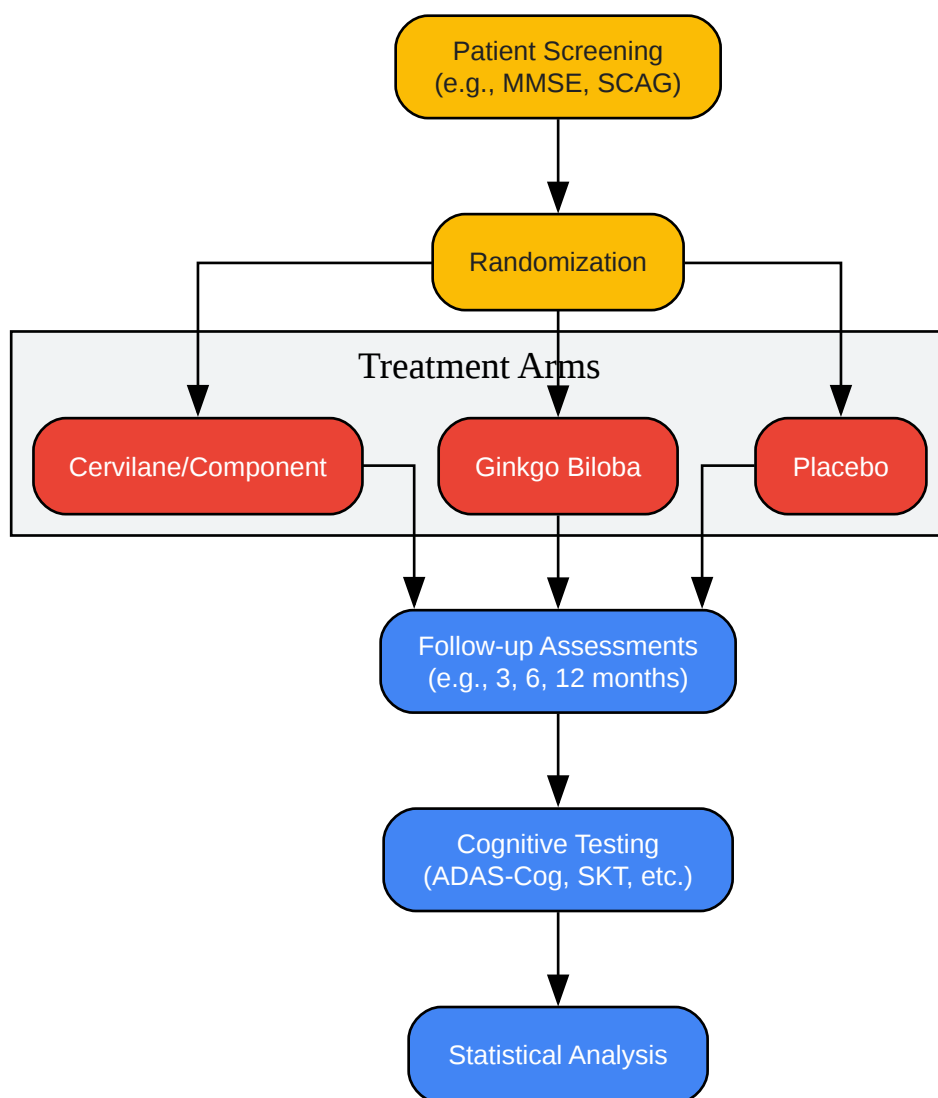 Patient Screening
(e.g., MMSE, SCAG)
Randomization
Treatment Arms
Cervilane/Component
Ginkgo Biloba
Placebo
Follow-up Assessments
(e.g., 3, 6, 12 months)
Cognitive Testing
(ADAS-Cog, SKT, etc.)
Statistical Analysis